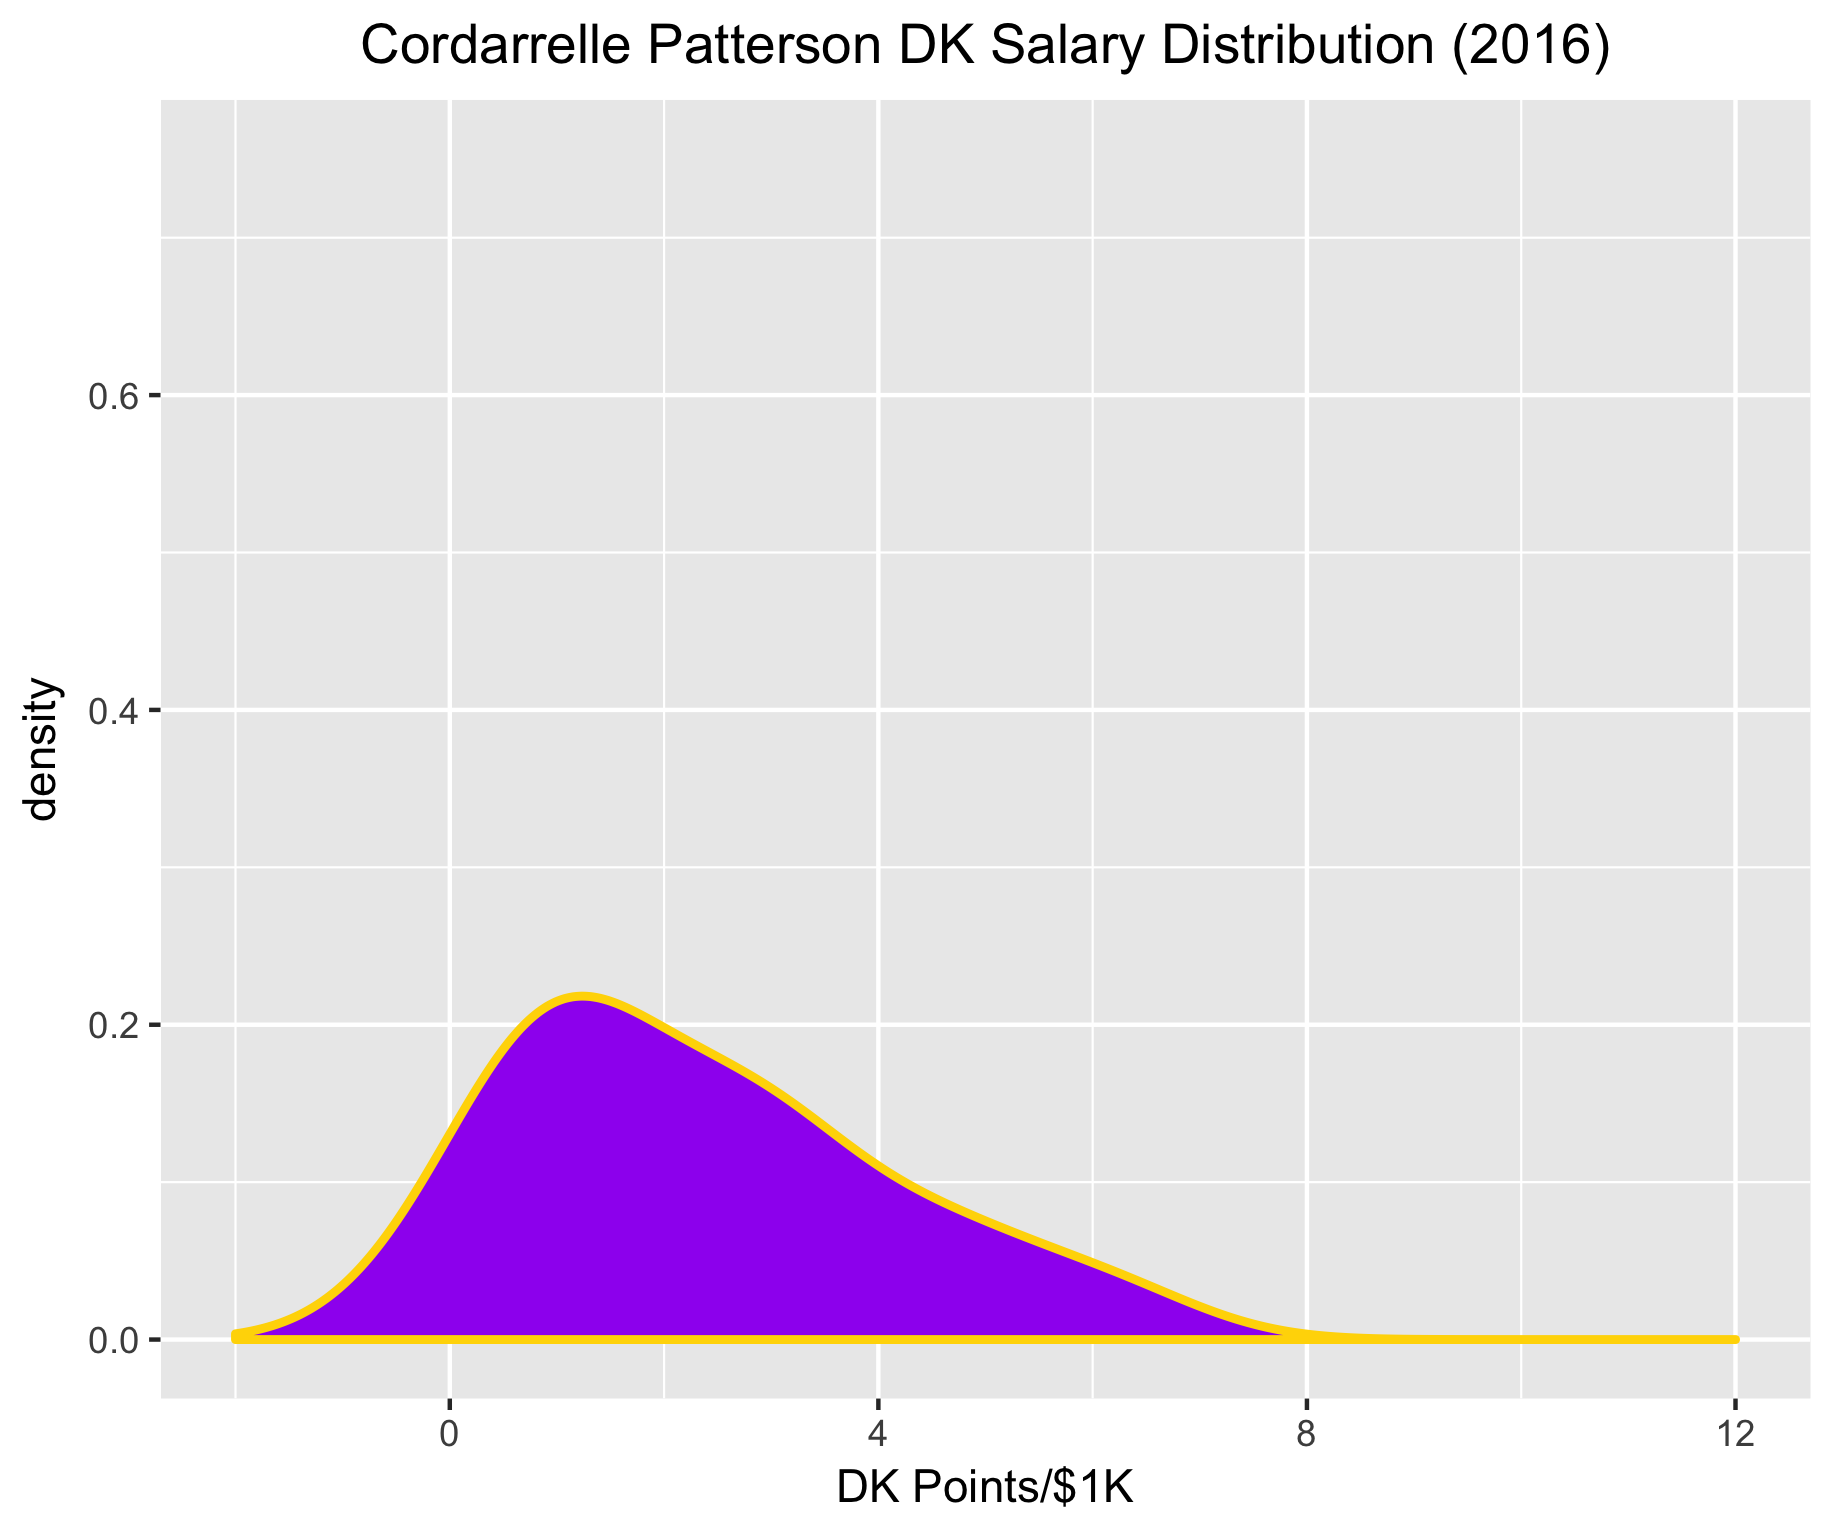 Cordarrelle Patterson DK Salary Distribution (2016)
density
0.6
0.4
0.2
0.0
0 4 8 12
DK Points/$1K